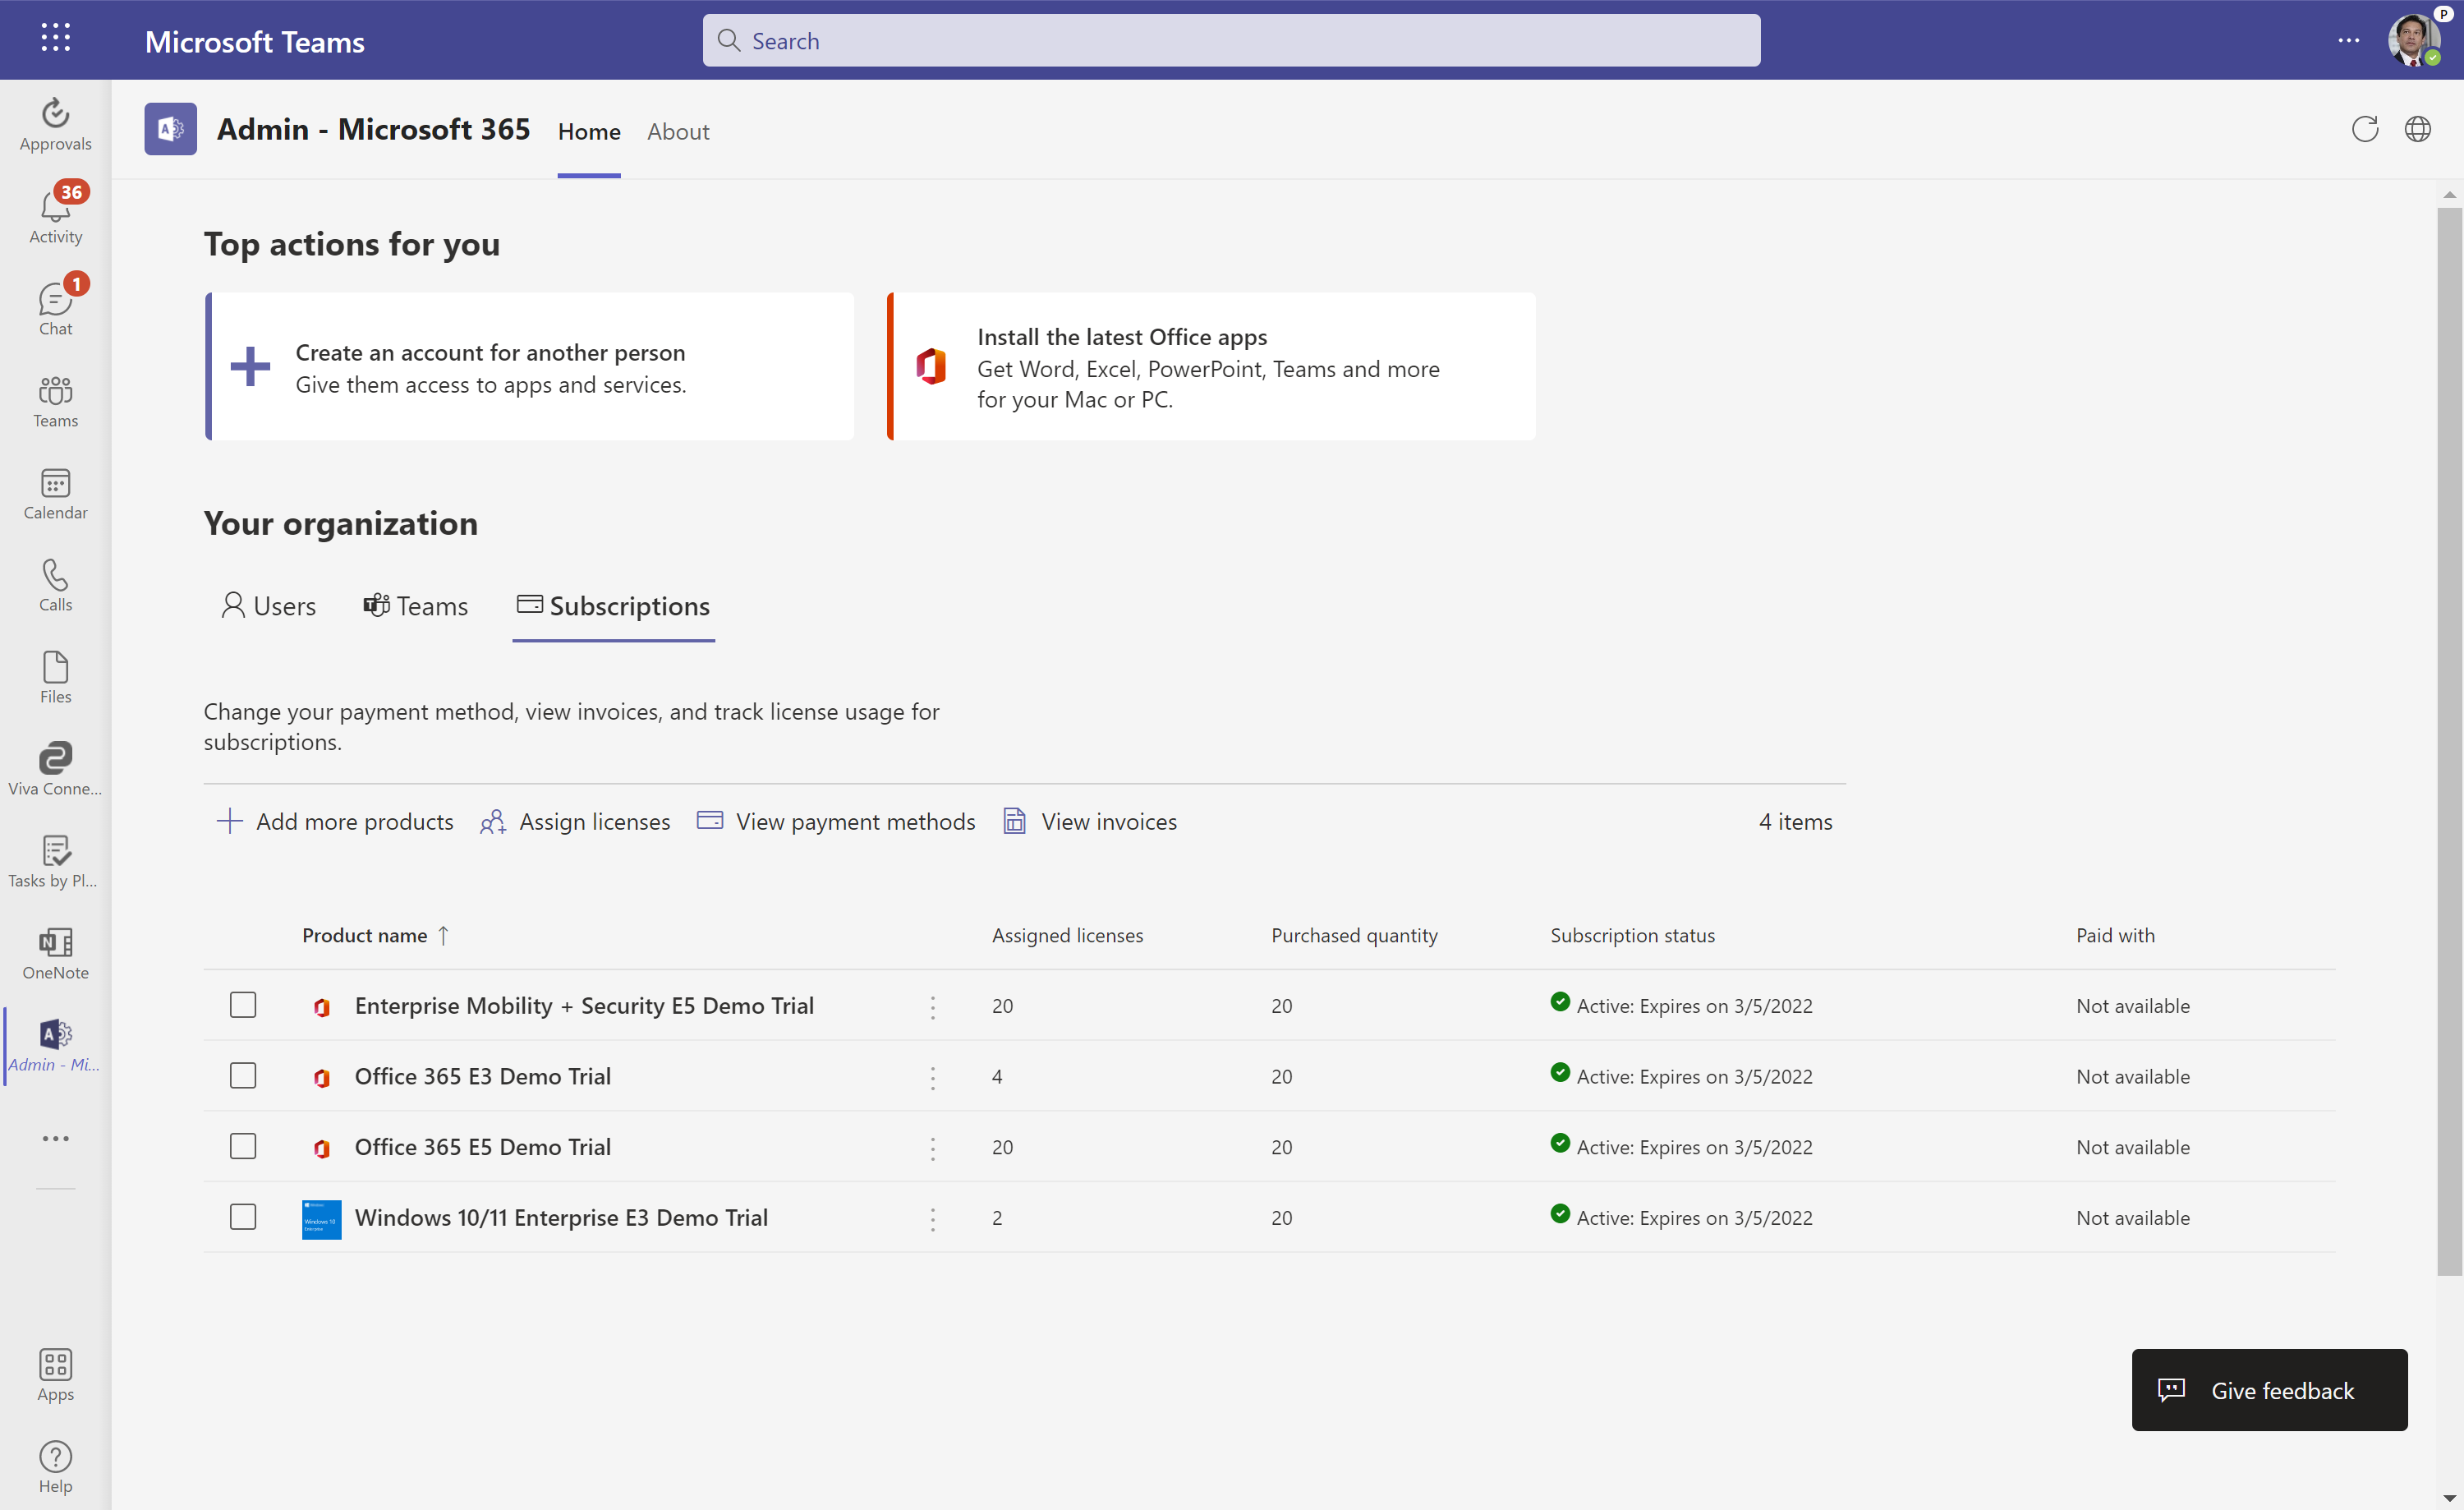 Microsoft Teams
Search
P
Approvals
36
Activity
1
Chat
Teams
Calendar
Calls
Files
Viva Conne...
Tasks by Pl...
OneNote
Admin - Mi...
Apps
Help
Admin - Microsoft 365
Home
About
Top actions for you
Create an account for another person
Give them access to apps and services.
Install the latest Office apps
Get Word, Excel, PowerPoint, Teams and more
for your Mac or PC.
Your organization
Users
Teams
Subscriptions
Change your payment method, view invoices, and track license usage for
subscriptions.
Add more products
Assign licenses
View payment methods
View invoices
4 items
Product name ↑
Assigned licenses
Purchased quantity
Subscription status
Paid with
Enterprise Mobility + Security E5 Demo Trial
20
20
Active: Expires on 3/5/2022
Not available
Office 365 E3 Demo Trial
4
20
Active: Expires on 3/5/2022
Not available
Office 365 E5 Demo Trial
20
20
Active: Expires on 3/5/2022
Not available
Windows 10
Windows 10/11 Enterprise E3 Demo Trial
2
20
Active: Expires on 3/5/2022
Not available
Give feedback